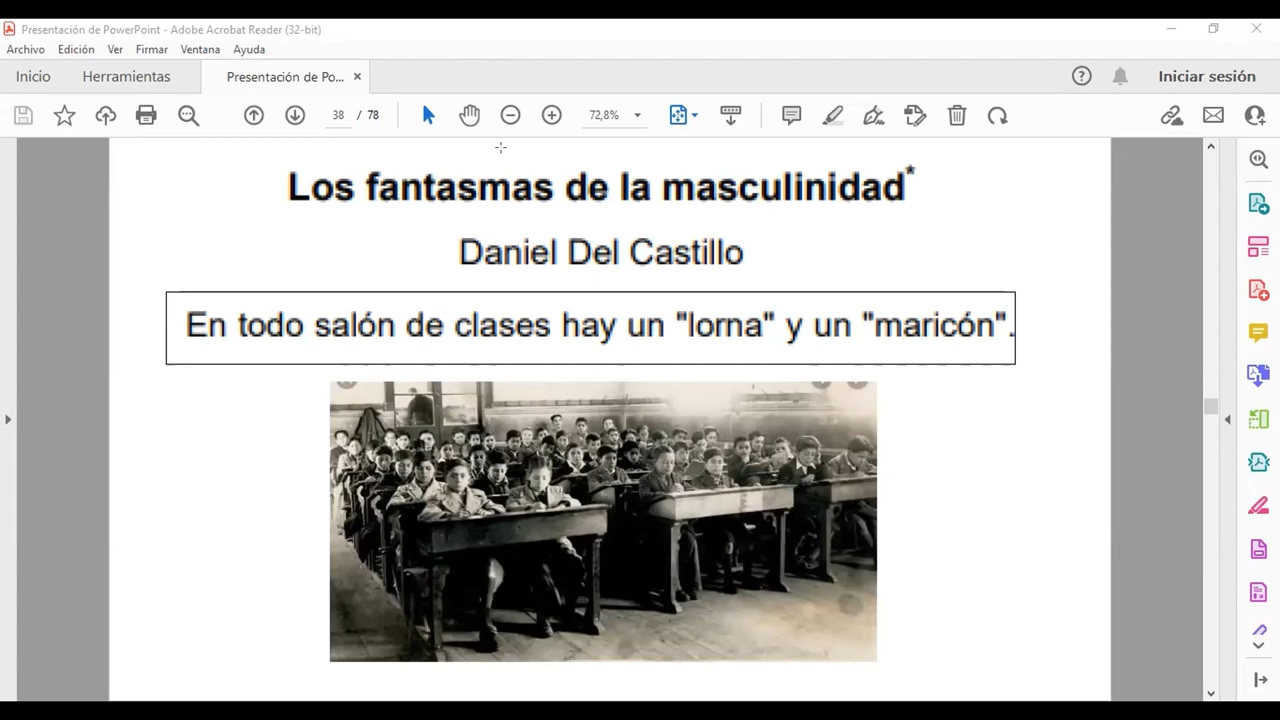 Presentación de PowerPoint - Adobe Acrobat Reader (32-bit)
Archivo Edición Ver Firmar Ventana Ayuda
Inicio Herramientas Presentación de Po... Iniciar sesión
38 / 78 72,8%
Los fantasmas de la masculinidad*
Daniel Del Castillo
En todo salón de clases hay un "lorna" y un "maricón".